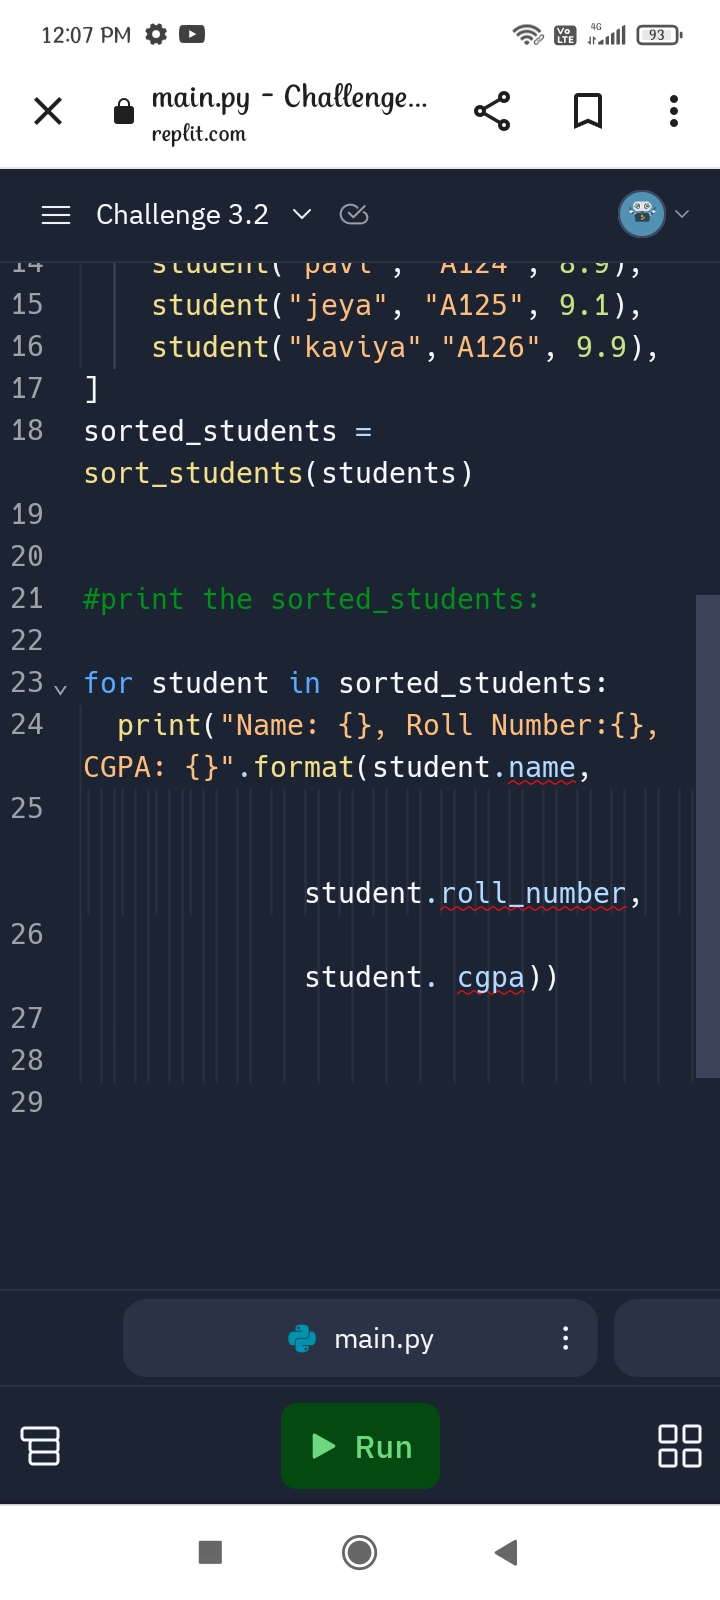 12:07 PM
4G
Vo
LTE
93
main.py - Challenge...
replit.com
Challenge 3.2
14 student("pavi", "A124", 8.9),
15 student("jeya", "A125", 9.1),
16 student("kaviya","A126", 9.9),
17 ]
18 sorted_students =
sort_students(students)
19
20
21 #print the sorted_students:
22
23 for student in sorted_students:
24 print("Name: {}, Roll Number:{},
CGPA: {}".format(student.name,
25
student.roll_number,
26
student. cgpa))
27
28
29
main.py
Run